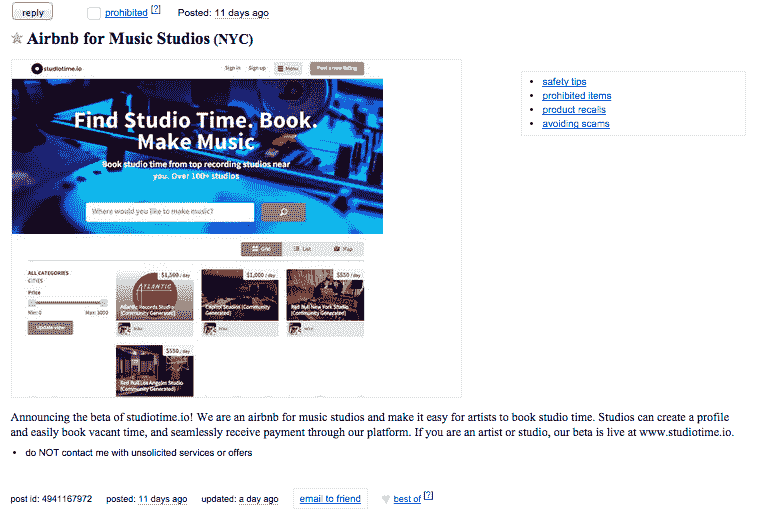 reply
prohibited [?]
Posted: 11 days ago
Airbnb for Music Studios (NYC)
studiotime.io
Sign in
Sign up
Menu
Post a new listing
Find Studio Time. Book.
Make Music
Book studio time from top recording studios near
you. Over 100+ studios
Where would you like to make music?
Grid
List
Map
ALL CATEGORIES
CITIES
Price
Min: 0
Max: 3000
Update view
$1,500 / day
ATLANTIC
Atlantic Records Studio
(Community Generated)
$1,000 / day
Capitol Studios (Community
Generated)
$550 / day
Red Bull New York Studio
(Community Generated)
$550 / day
Red Bull Los Angeles Studio
(Community Generated)
safety tips
prohibited items
product recalls
avoiding scams
Announcing the beta of studiotime.io! We are an airbnb for music studios and make it easy for artists to book studio time. Studios can create a profile
and easily book vacant time, and seamlessly receive payment through our platform. If you are an artist or studio, our beta is live at www.studiotime.io.
do NOT contact me with unsolicited services or offers
post id: 4941167972
posted: 11 days ago
updated: a day ago
email to friend
best of [?]